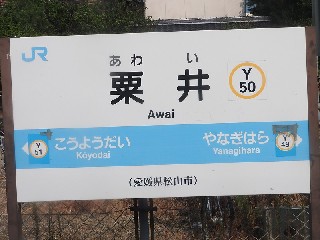 JR
あわい
粟井
Awai
Y
50
こうようだい
Kōyōdai
Y
51
やなぎはら
Yanagihara
Y
49
(愛媛県松山市)